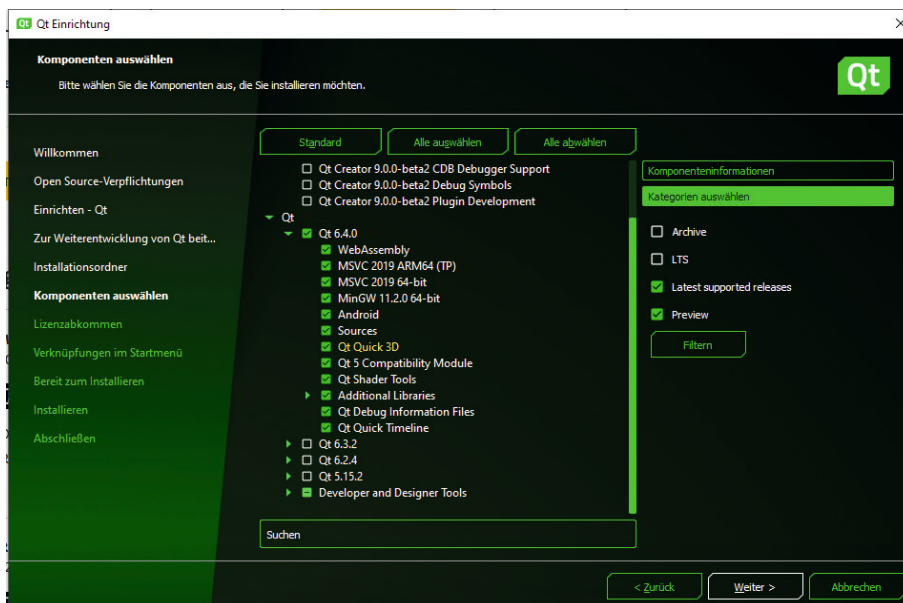 Qt Qt Einrichtung
Komponenten auswählen
Bitte wählen Sie die Komponenten aus, die Sie installieren möchten.
Qt
Willkommen
Open Source-Verpflichtungen
Einrichten - Qt
Zur Weiterentwicklung von Qt beit...
Installationsordner
Komponenten auswählen
Lizenzabkommen
Verknüpfungen im Startmenü
Bereit zum Installieren
Installieren
Abschließen
Standard
Alle auswählen
Alle abwählen
Qt Creator 9.0.0-beta2 CDB Debugger Support
Qt Creator 9.0.0-beta2 Debug Symbols
Qt Creator 9.0.0-beta2 Plugin Development
Qt
Qt 6.4.0
WebAssembly
MSVC 2019 ARM64 (TP)
MSVC 2019 64-bit
MinGW 11.2.0 64-bit
Android
Sources
Qt Quick 3D
Qt 5 Compatibility Module
Qt Shader Tools
Additional Libraries
Qt Debug Information Files
Qt Quick Timeline
Qt 6.3.2
Qt 6.2.4
Qt 5.15.2
Developer and Designer Tools
Suchen
Komponenteninformationen
Kategorien auswählen
Archive
LTS
Latest supported releases
Preview
Filtern
< Zurück
Weiter >
Abbrechen